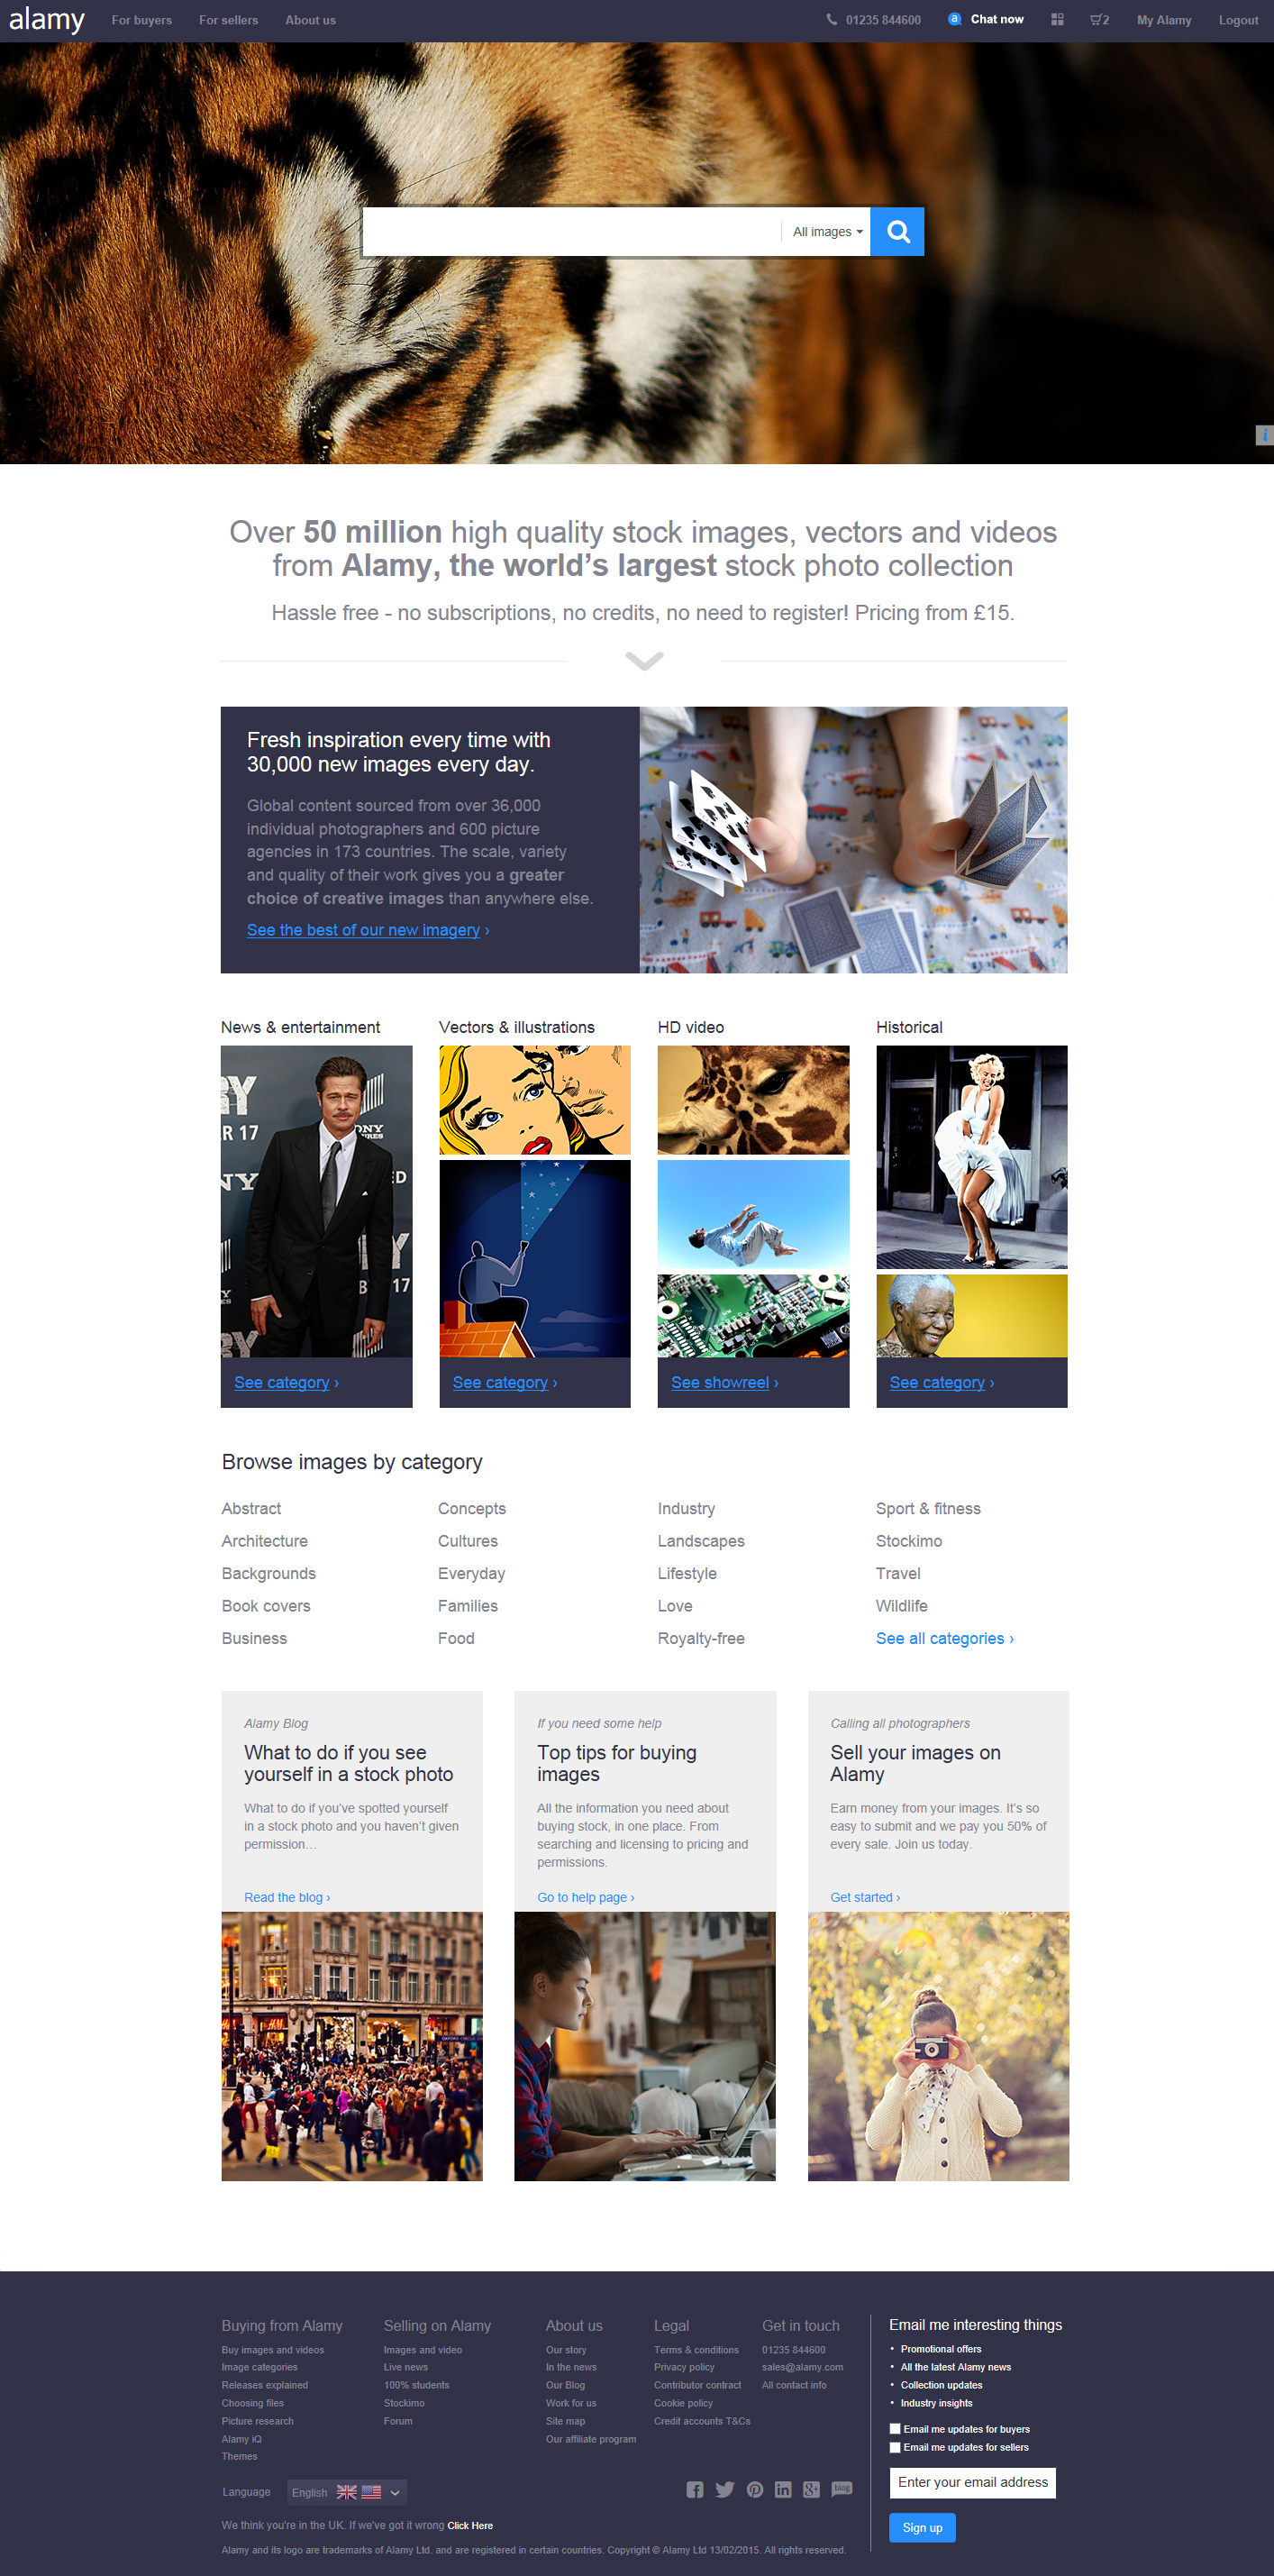 alamy
For buyers
For sellers
About us
01235 844600
Chat now
2
My Alamy
Logout
All images
i
Over 50 million high quality stock images, vectors and videos
from Alamy, the world’s largest stock photo collection
Hassle free - no subscriptions, no credits, no need to register! Pricing from £15.
Fresh inspiration every time with
30,000 new images every day.
Global content sourced from over 36,000
individual photographers and 600 picture
agencies in 173 countries. The scale, variety
and quality of their work gives you a greater
choice of creative images than anywhere else.
See the best of our new imagery ›
News & entertainment
Vectors & illustrations
HD video
Historical
RY
R 17
NY
17
RY
See category ›
See category ›
See showreel ›
See category ›
Browse images by category
Abstract
Concepts
Industry
Sport & fitness
Architecture
Cultures
Landscapes
Stockimo
Backgrounds
Everyday
Lifestyle
Travel
Book covers
Families
Love
Wildlife
Business
Food
Royalty-free
See all categories ›
Alamy Blog
What to do if you see
yourself in a stock photo
What to do if you’ve spotted yourself
in a stock photo and you haven’t given
permission…
Read the blog ›
If you need some help
Top tips for buying
images
All the information you need about
buying stock, in one place. From
searching and licensing to pricing and
permissions.
Go to help page ›
Calling all photographers
Sell your images on
Alamy
Earn money from your images. It’s so
easy to submit and we pay you 50% of
every sale. Join us today.
Get started ›
Buying from Alamy
Buy images and videos
Image categories
Releases explained
Choosing files
Picture research
Alamy iQ
Themes
Selling on Alamy
Images and video
Live news
100% students
Stockimo
Forum
About us
Our story
In the news
Our Blog
Work for us
Site map
Our affiliate program
Legal
Terms & conditions
Privacy policy
Contributor contract
Cookie policy
Credit accounts T&Cs
Get in touch
01235 844600
sales@alamy.com
All contact info
Email me interesting things
• Promotional offers
• All the latest Alamy news
• Collection updates
• Industry insights
Email me updates for buyers
Email me updates for sellers
Enter your email address
Sign up
Language
English
blog
We think you're in the UK. If we've got it wrong Click Here
Alamy and its logo are trademarks of Alamy Ltd. and are registered in certain countries. Copyright © Alamy Ltd 13/02/2015. All rights reserved.